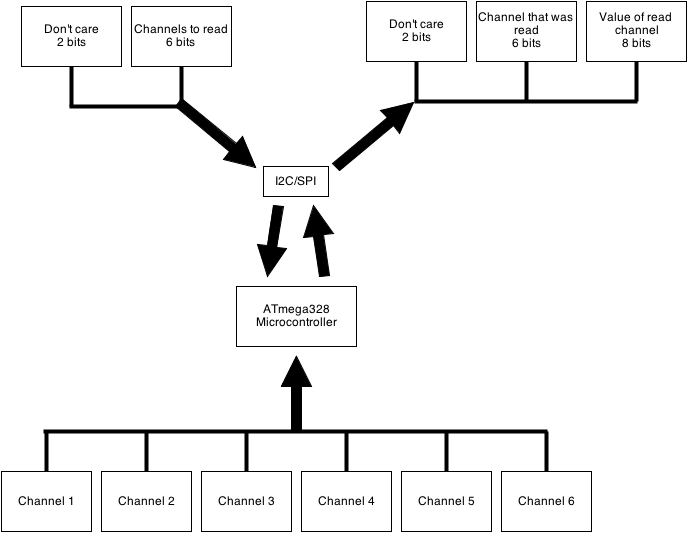 Don't care
2 bits
Channels to read
6 bits
Don't care
2 bits
Channel that was
read
6 bits
Value of read
channel
8 bits
I2C/SPI
ATmega328
Microcontroller
Channel 1
Channel 2
Channel 3
Channel 4
Channel 5
Channel 6